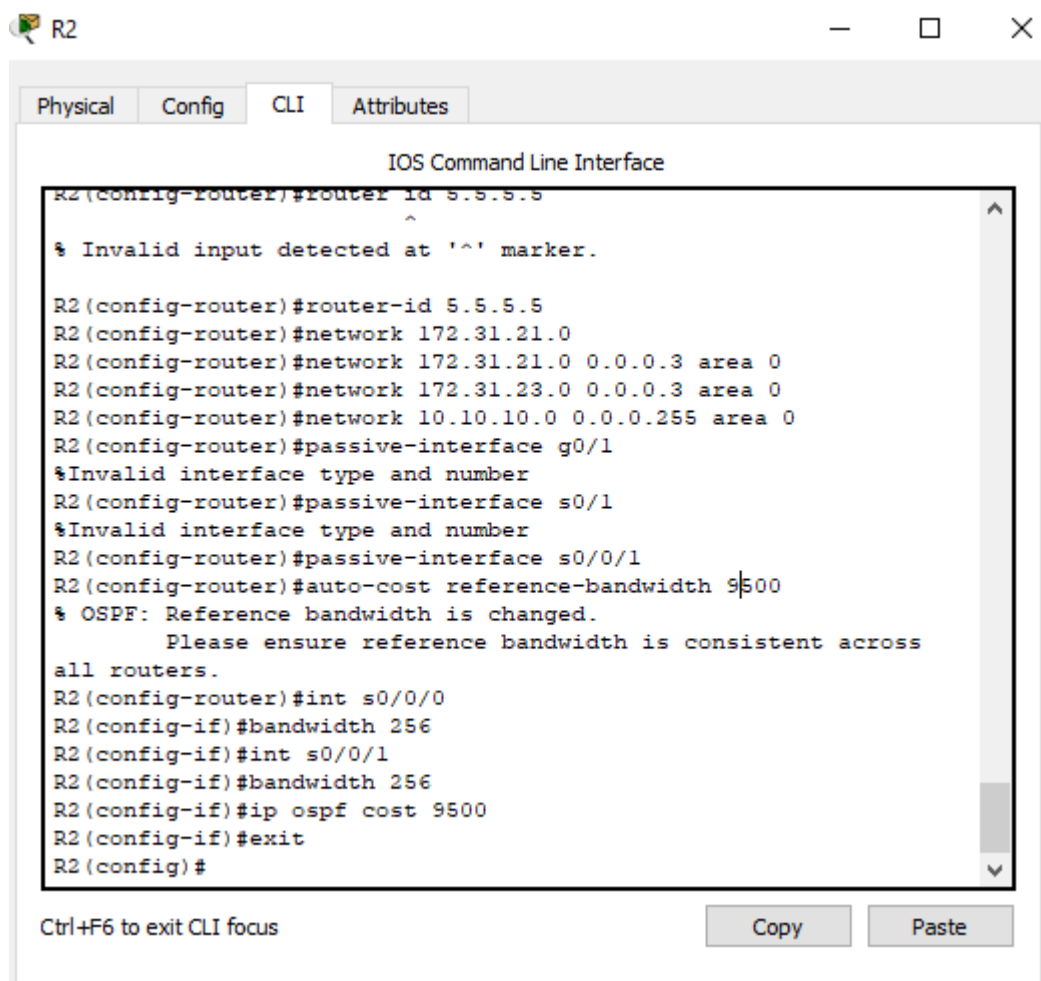 R2
Physical Config CLI Attributes
IOS Command Line Interface
R2(config-router)#router id 5.5.5.5
^
% Invalid input detected at '^' marker.
R2(config-router)#router-id 5.5.5.5
R2(config-router)#network 172.31.21.0
R2(config-router)#network 172.31.21.0 0.0.0.3 area 0
R2(config-router)#network 172.31.23.0 0.0.0.3 area 0
R2(config-router)#network 10.10.10.0 0.0.0.255 area 0
R2(config-router)#passive-interface g0/1
%Invalid interface type and number
R2(config-router)#passive-interface s0/1
%Invalid interface type and number
R2(config-router)#passive-interface s0/0/1
R2(config-router)#auto-cost reference-bandwidth 9500
% OSPF: Reference bandwidth is changed.
Please ensure reference bandwidth is consistent across
all routers.
R2(config-router)#int s0/0/0
R2(config-if)#bandwidth 256
R2(config-if)#int s0/0/1
R2(config-if)#bandwidth 256
R2(config-if)#ip ospf cost 9500
R2(config-if)#exit
R2(config)#
Ctrl+F6 to exit CLI focus
Copy Paste